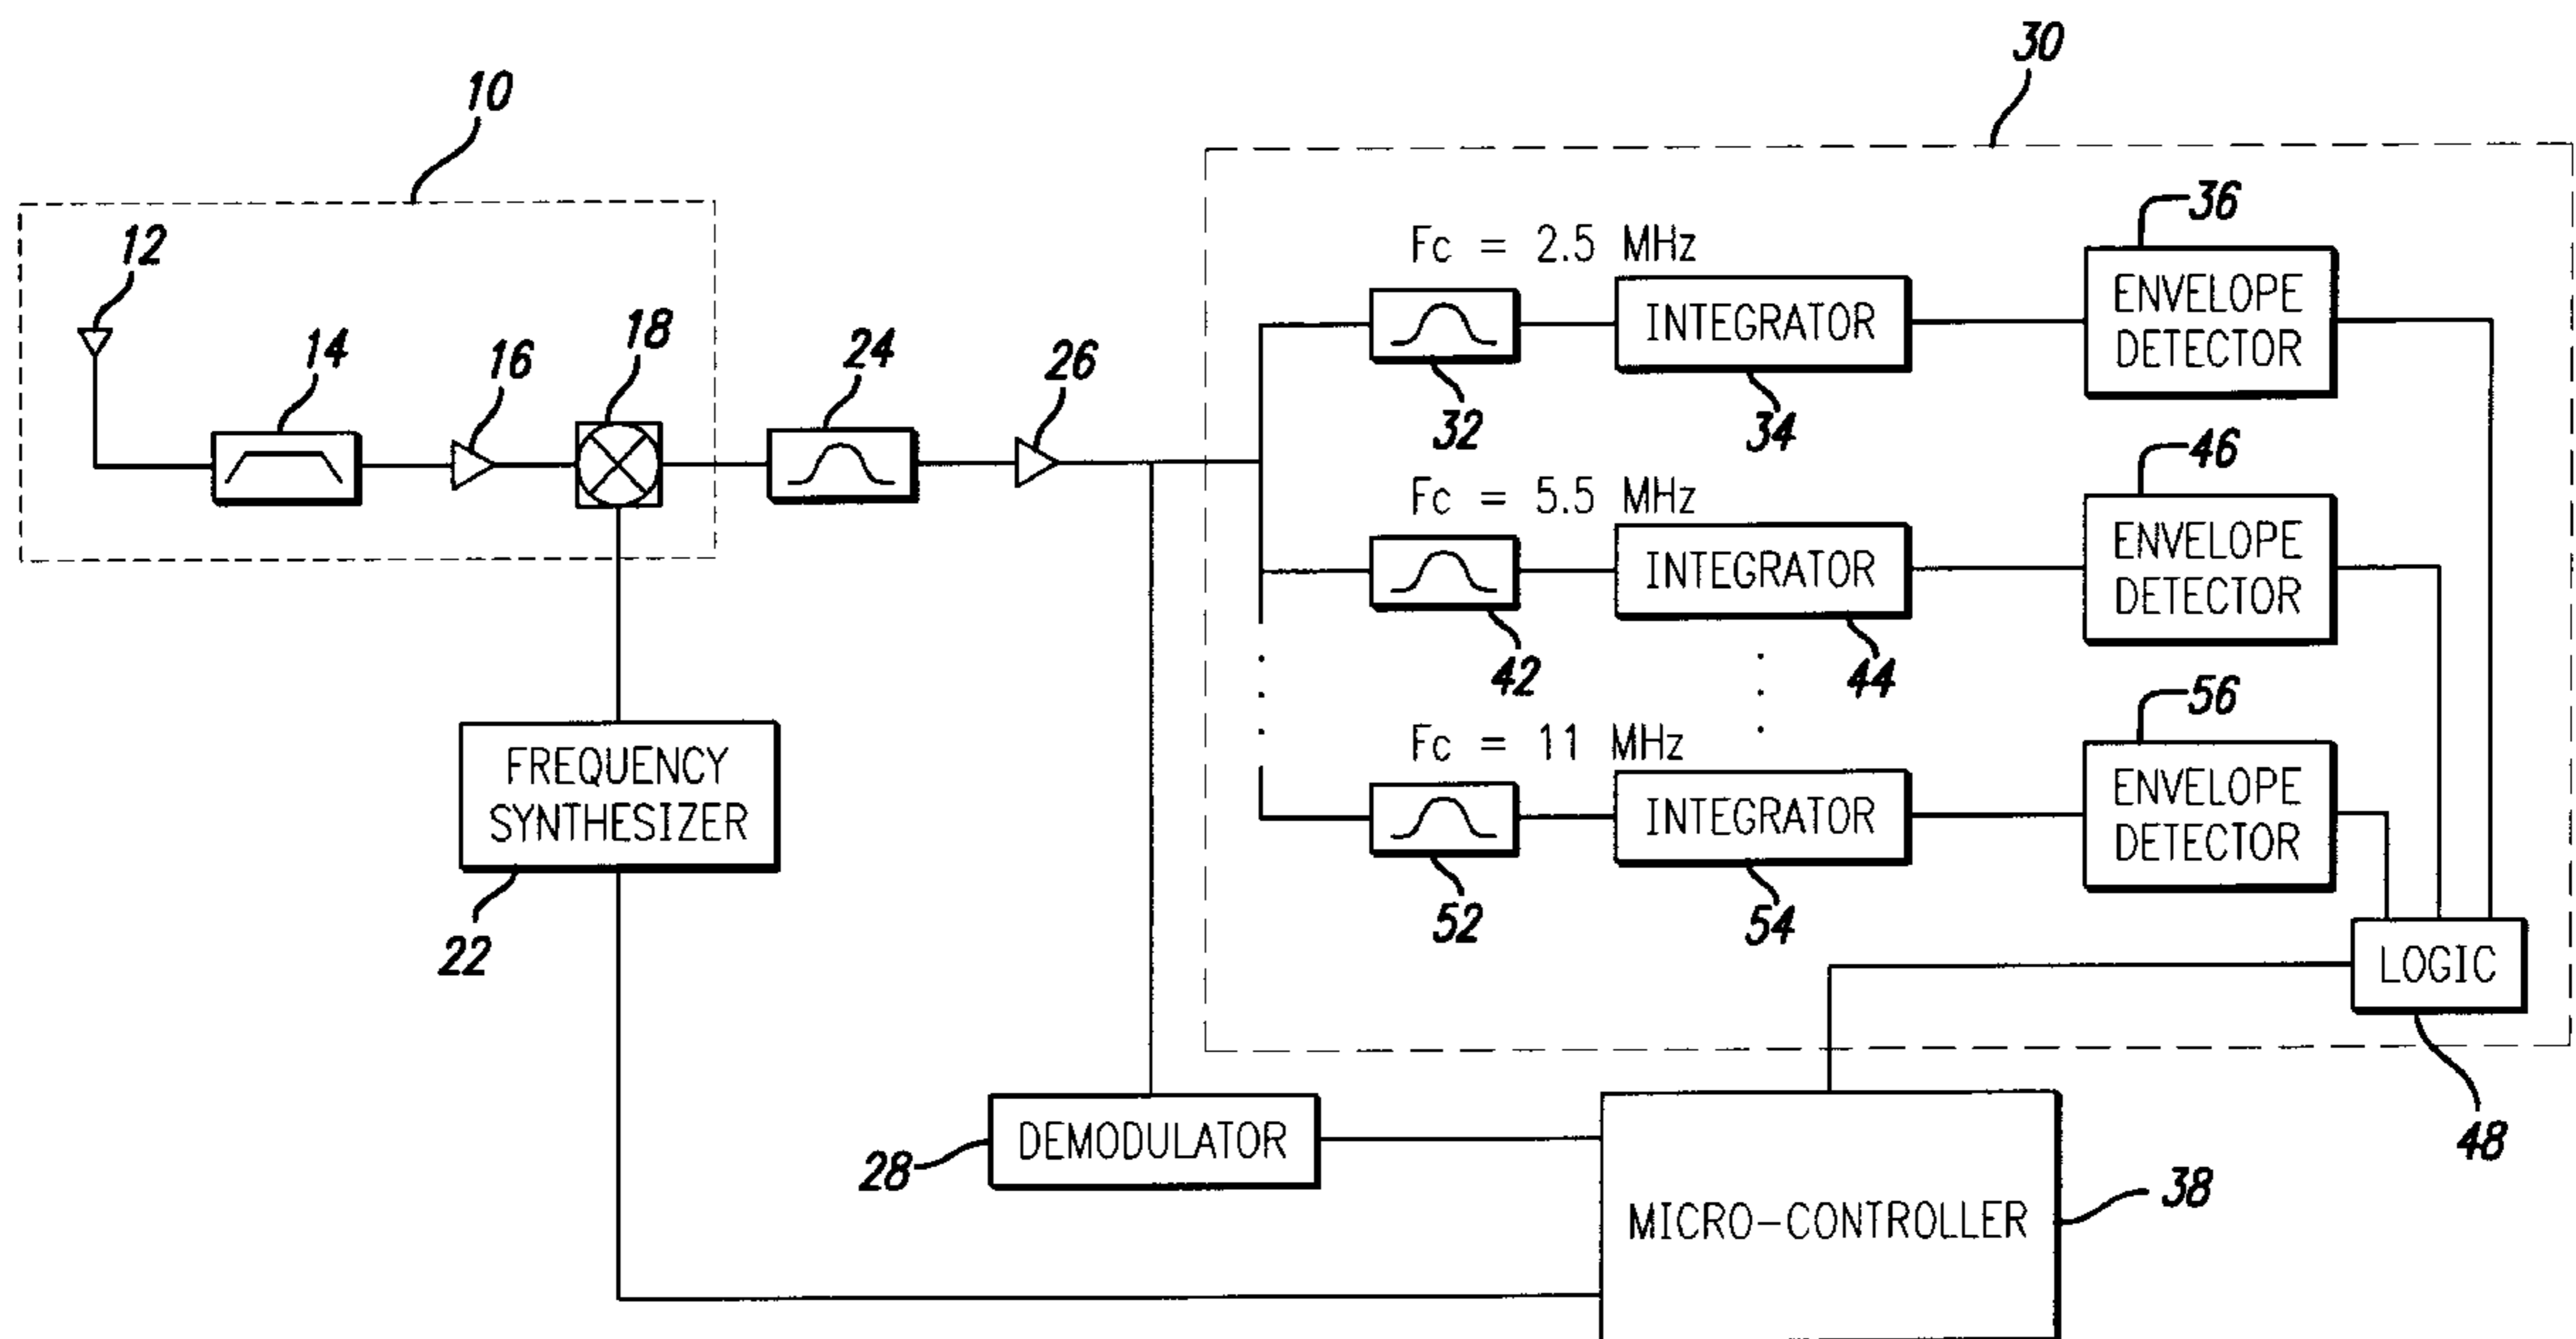 30
10
36
12
Fc = 2.5 MHz
ENVELOPE
DETECTOR
INTEGRATOR
18
14
24
16
26
32
34
46
Fc = 5.5 MHz
ENVELOPE
DETECTOR
INTEGRATOR
42
44
56
Fc = 11 MHz
FREQUENCY
SYNTHESIZER
ENVELOPE
DETECTOR
INTEGRATOR
52
54
22
LOGIC
48
DEMODULATOR
28
38
MICRO-CONTROLLER